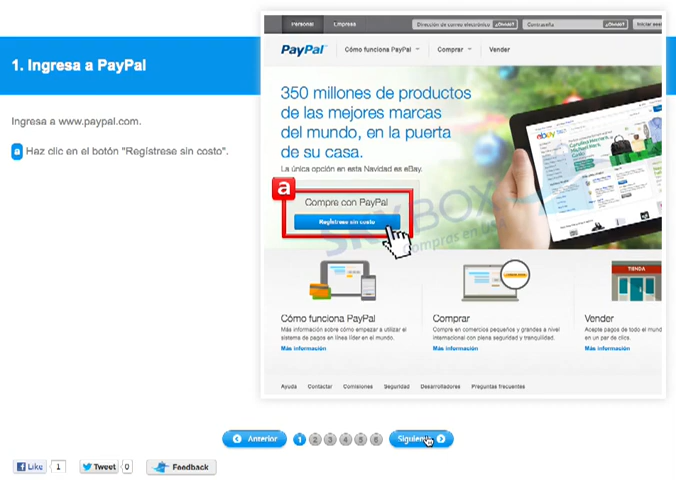 Personal
Empresa
Dirección de correo electrónico
¿Olvidó?
Contraseña
¿Olvidó?
PayPal
Cómo funciona PayPal
Comprar
Vender
1. Ingresa a PayPal
Ingresa a www.paypal.com.
a Haz clic en el botón "Regístrese sin costo".
350 millones de productos
de las mejores marcas
del mundo, en la puerta
de su casa.
La única opción en esta Navidad es eBay.
ebay
a
Compre con PayPal
Regístrese sin costo
SKYBOX
compras en
TIENDA
Cómo funciona PayPal
Más información sobre cómo empezar a utilizar el
sistema de pagos en línea líder en el mundo.
Más información
Comprar
Compre en comercios pequeños y grandes a nivel
internacional con plena seguridad y tranquilidad.
Más información
Vender
Acepte pagos de todo el mund
en un par de clics.
Más información
Ayuda
Contactar
Comisiones
Seguridad
Desarrolladores
Preguntas frecuentes
Anterior
1
2
3
4
5
6
Siguiente
Like
1
Tweet
0
Feedback